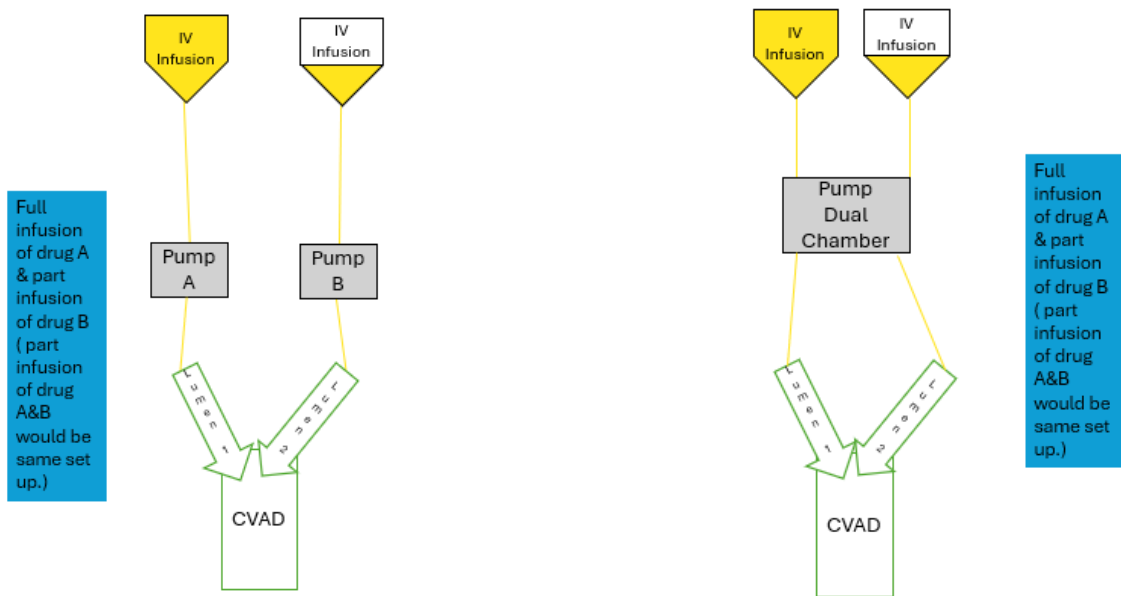 IV
Infusion
IV
Infusion
Full
infusion
of drug A
& part
infusion
of drug B
( part
infusion
of drug
A&B
would be
same set
up.)
Pump
A
Pump
B
Lumen 1
Lumen 2
CVAD
IV
Infusion
IV
Infusion
Pump
Dual
Chamber
Full
infusion
of drug A
& part
infusion
of drug B
( part
infusion
of drug
A&B
would be
same set
up.)
Lumen 1
Lumen 2
CVAD